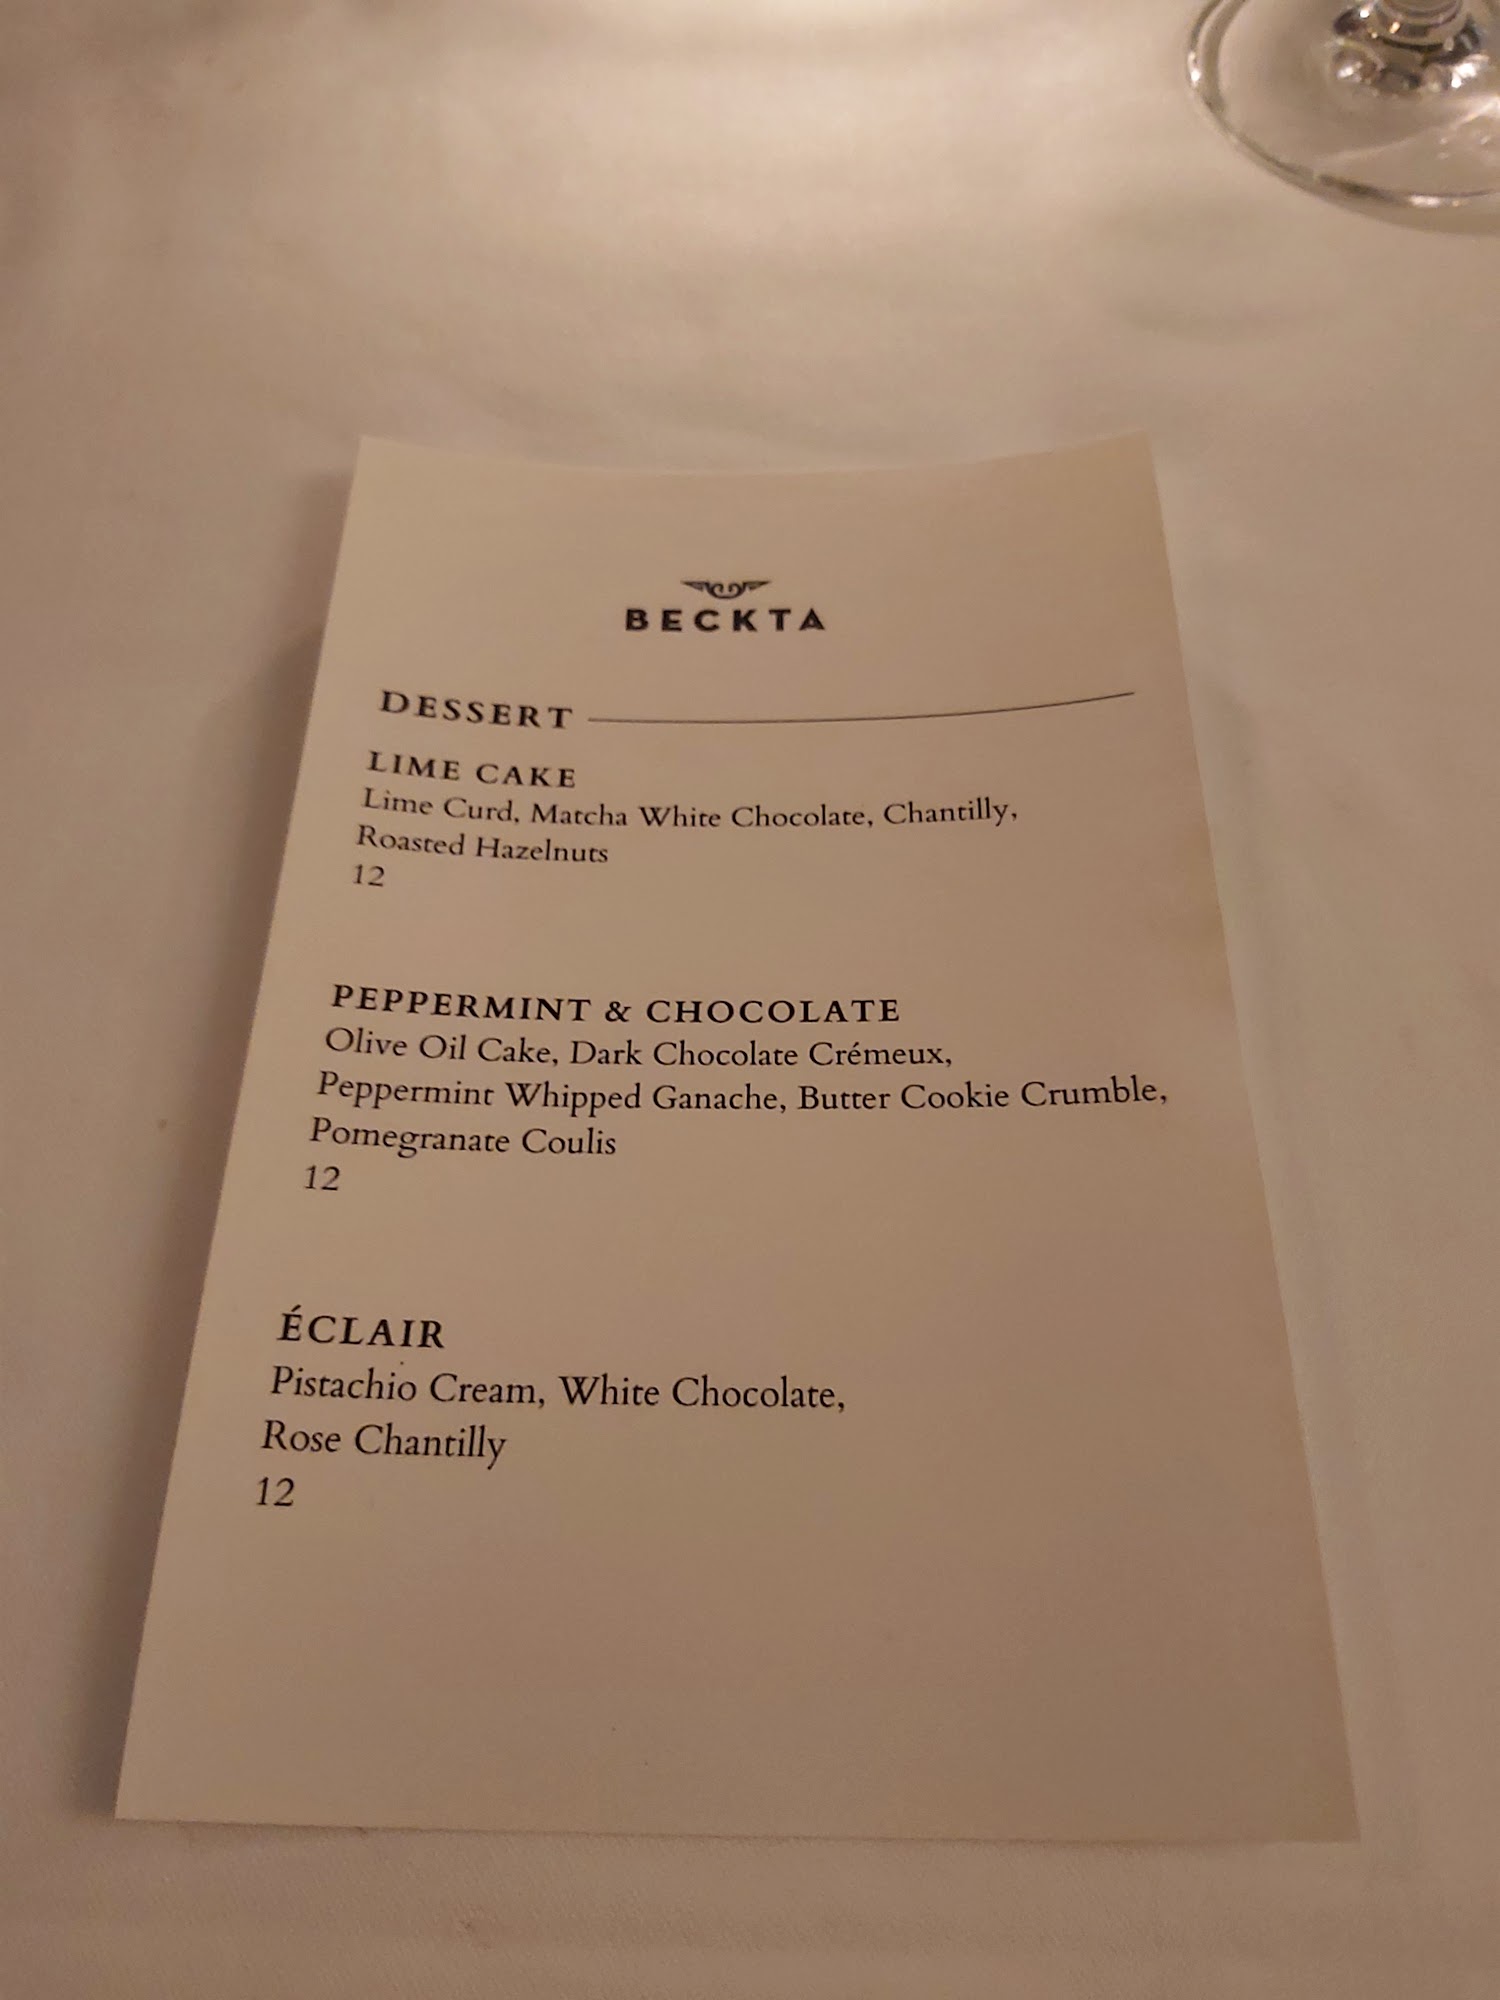 BECKTA
DESSERT
LIME CAKE
Lime Curd, Matcha White Chocolate, Chantilly,
Roasted Hazelnuts
12
PEPPERMINT & CHOCOLATE
Olive Oil Cake, Dark Chocolate Crémeux,
Peppermint Whipped Ganache, Butter Cookie Crumble,
Pomegranate Coulis
12
ÉCLAIR
Pistachio Cream, White Chocolate,
Rose Chantilly
12